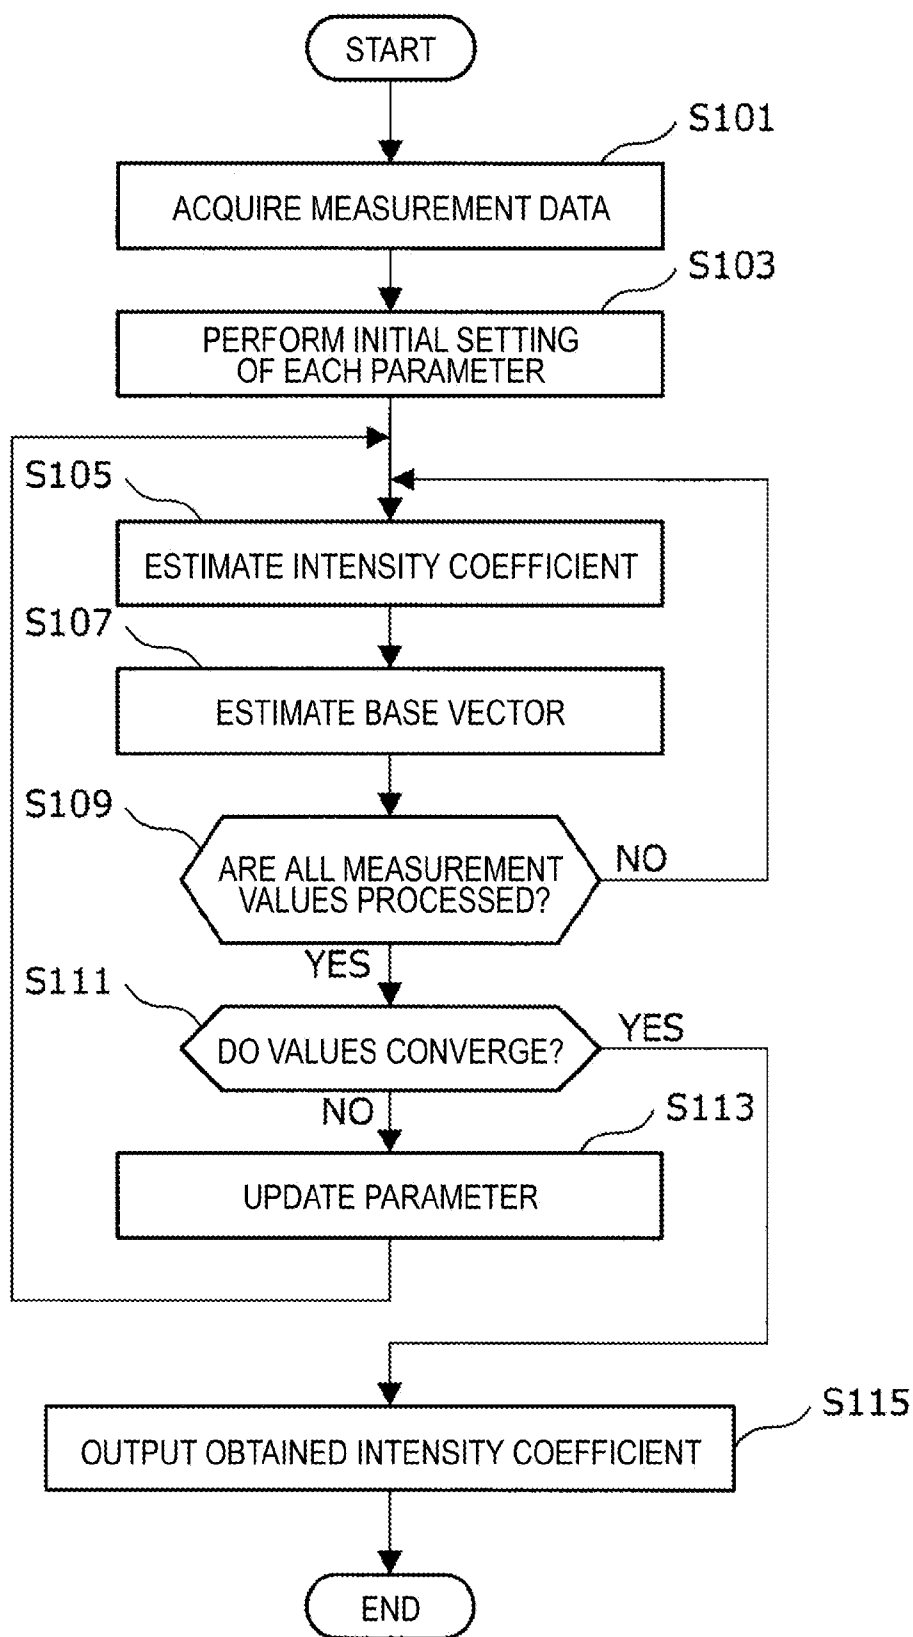 START
S101
ACQUIRE MEASUREMENT DATA
S103
PERFORM INITIAL SETTING
OF EACH PARAMETER
S105
ESTIMATE INTENSITY COEFFICIENT
S107
ESTIMATE BASE VECTOR
S109
ARE ALL MEASUREMENT
VALUES PROCESSED?
NO
YES
S111
DO VALUES CONVERGE?
YES
NO
S113
UPDATE PARAMETER
S115
OUTPUT OBTAINED INTENSITY COEFFICIENT
END